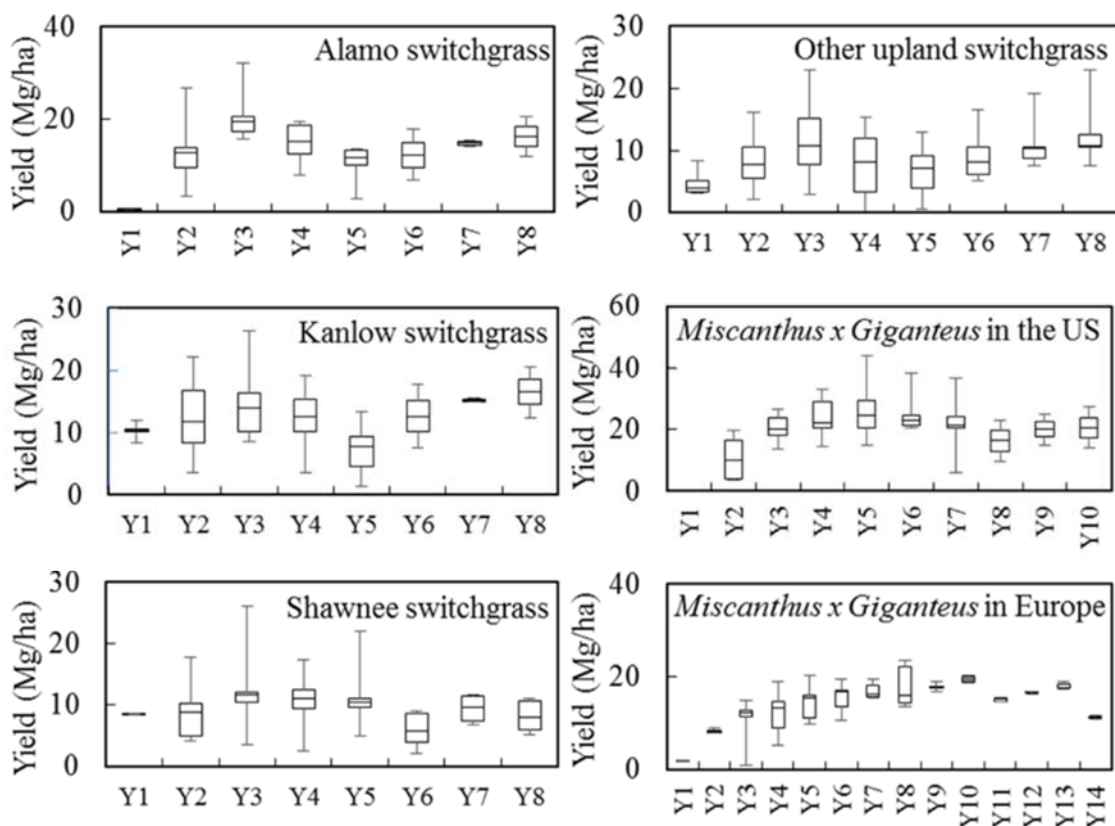 Alamo switchgrass
Yield (Mg/ha)
40
20
0
Y1 Y2 Y3 Y4 Y5 Y6 Y7 Y8
Other upland switchgrass
Yield (Mg/ha)
30
20
10
0
Y1 Y2 Y3 Y4 Y5 Y6 Y7 Y8
Kanlow switchgrass
Yield (Mg/ha)
30
20
10
0
Y1 Y2 Y3 Y4 Y5 Y6 Y7 Y8
Miscanthus x Giganteus in the US
Yield (Mg/ha)
60
40
20
0
Y1 Y2 Y3 Y4 Y5 Y6 Y7 Y8 Y9 Y10
Shawnee switchgrass
Yield (Mg/ha)
30
20
10
0
Y1 Y2 Y3 Y4 Y5 Y6 Y7 Y8
Miscanthus x Giganteus in Europe
Yield (Mg/ha)
40
20
0
Y1 Y2 Y3 Y4 Y5 Y6 Y7 Y8 Y9 Y10 Y11 Y12 Y13 Y14